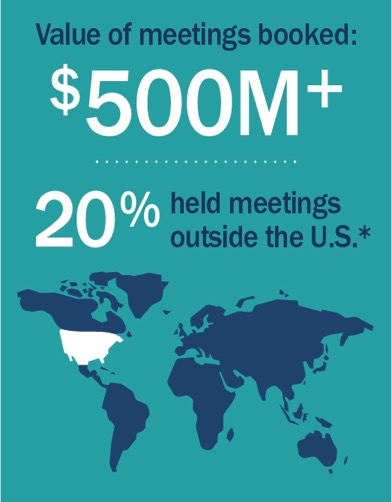 Value of meetings booked:
$500M+
20% held meetings
outside the U.S.*